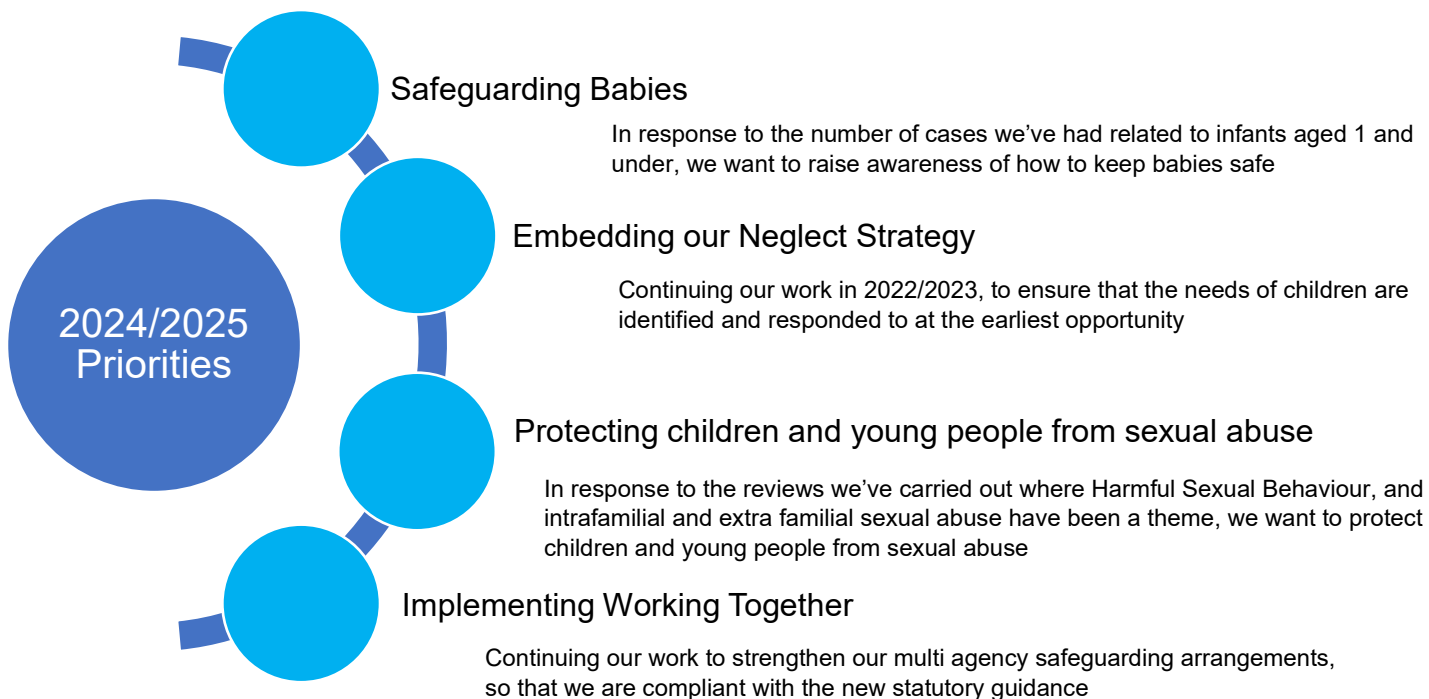 Safeguarding Babies
In response to the number of cases we’ve had related to infants aged 1 and
under, we want to raise awareness of how to keep babies safe
Embedding our Neglect Strategy
Continuing our work in 2022/2023, to ensure that the needs of children are
identified and responded to at the earliest opportunity
2024/2025
Priorities
Protecting children and young people from sexual abuse
In response to the reviews we’ve carried out where Harmful Sexual Behaviour, and
intrafamilial and extra familial sexual abuse have been a theme, we want to protect
children and young people from sexual abuse
Implementing Working Together
Continuing our work to strengthen our multi agency safeguarding arrangements,
so that we are compliant with the new statutory guidance